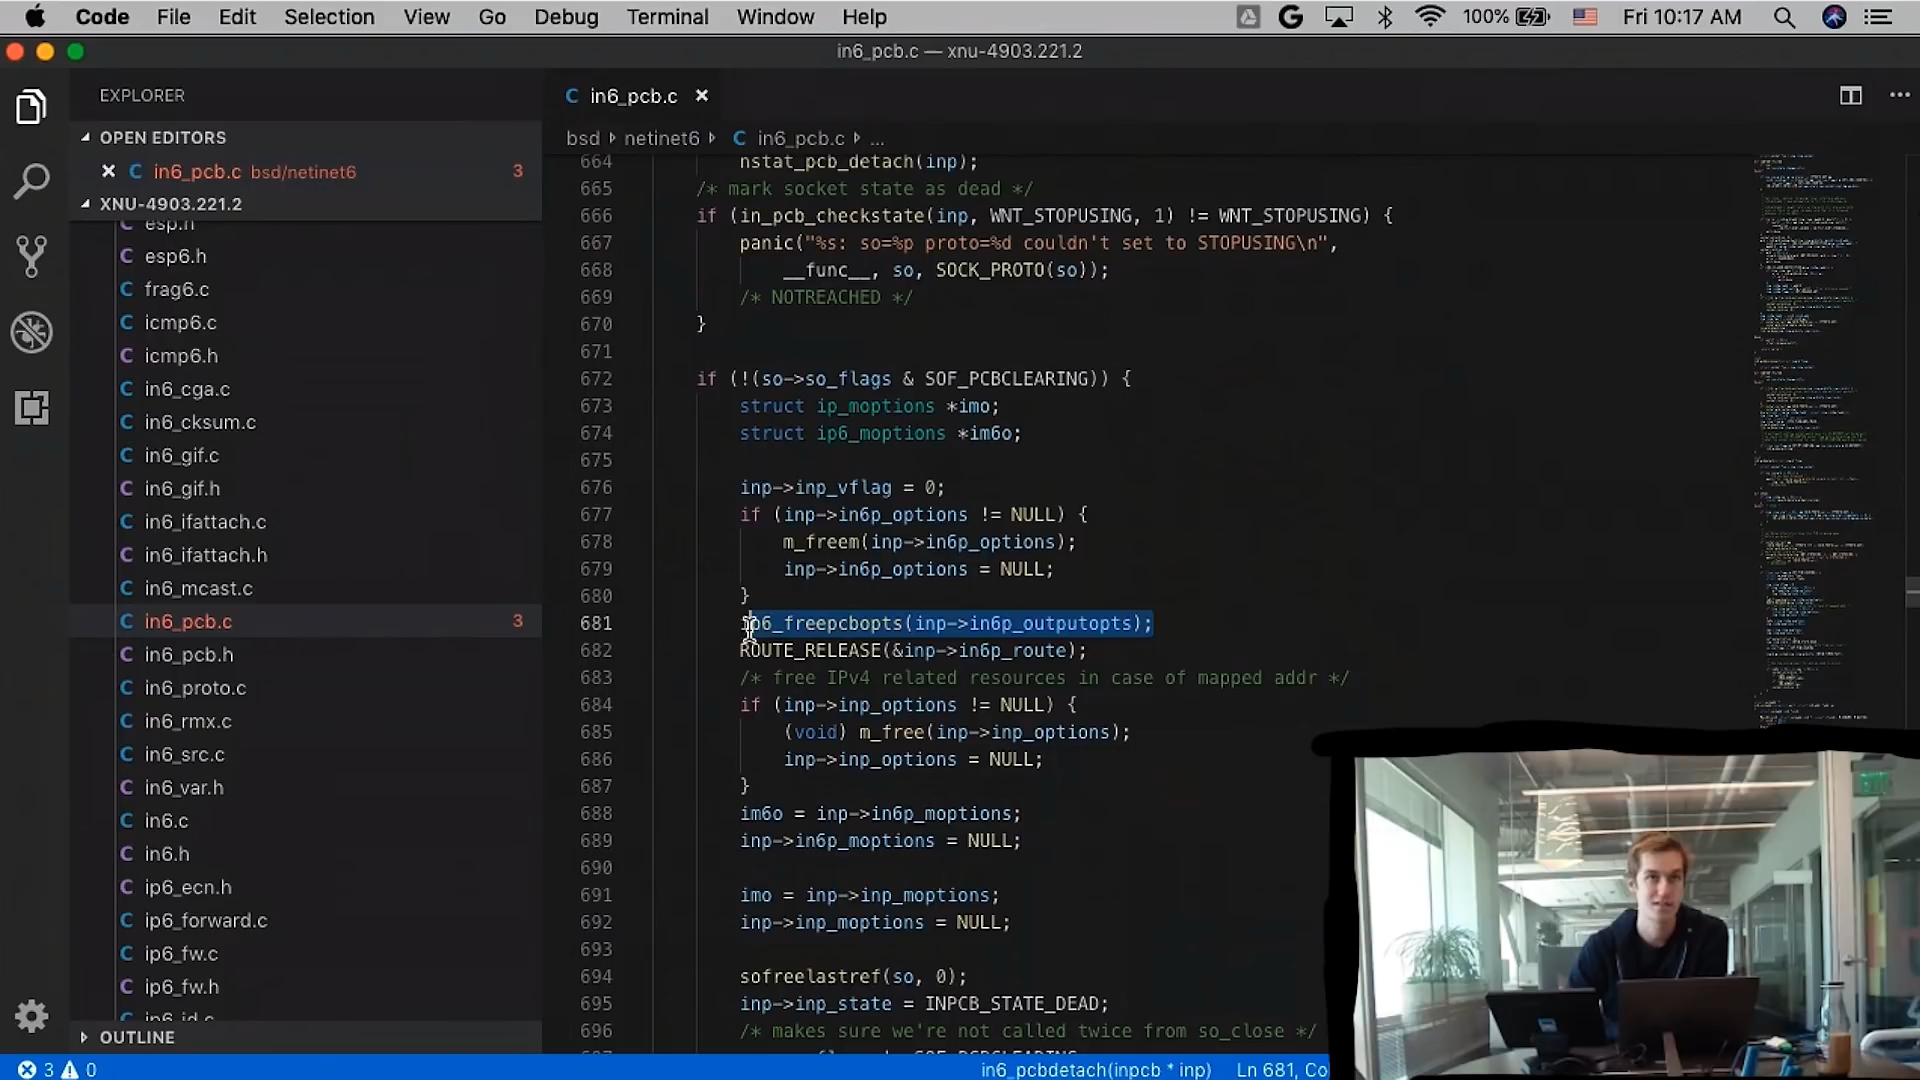 Code File Edit Selection View Go Debug Terminal Window Help 100% Fri 10:17 AM
in6_pcb.c — xnu-4903.221.2
EXPLORER
in6_pcb.c
OPEN EDITORS
bsd netinet6 C in6_pcb.c ...
C in6_pcb.c bsd/netinet6 3
XNU-4903.221.2
C esp.h
C esp6.h
C frag6.c
C icmp6.c
C icmp6.h
C in6_cga.c
C in6_cksum.c
C in6_gif.c
C in6_gif.h
C in6_ifattach.c
C in6_ifattach.h
C in6_mcast.c
C in6_pcb.c 3
C in6_pcb.h
C in6_proto.c
C in6_rmx.c
C in6_src.c
C in6_var.h
C in6.c
C in6.h
C ip6_ecn.h
C ip6_forward.c
C ip6_fw.c
C ip6_fw.h
ip6_id.c
OUTLINE
664 nstat_pcb_detach(inp);
665 /* mark socket state as dead */
666 if (in_pcb_checkstate(inp, WNT_STOPUSING, 1) != WNT_STOPUSING) {
667 panic("%s: so=%p proto=%d couldn't set to STOPUSING\n",
668 __func__, so, SOCK_PROTO(so));
669 /* NOTREACHED */
670 }
671
672 if (!(so->so_flags & SOF_PCBCLEARING)) {
673 struct ip_moptions *imo;
674 struct ip6_moptions *im6o;
675
676 inp->inp_vflag = 0;
677 if (inp->in6p_options != NULL) {
678 m_freem(inp->in6p_options);
679 inp->in6p_options = NULL;
680 }
681 ip6_freepcbopts(inp->in6p_outputopts);
682 ROUTE_RELEASE(&inp->in6p_route);
683 /* free IPv4 related resources in case of mapped addr */
684 if (inp->inp_options != NULL) {
685 (void) m_free(inp->inp_options);
686 inp->inp_options = NULL;
687 }
688 im6o = inp->in6p_moptions;
689 inp->in6p_moptions = NULL;
690
691 imo = inp->inp_moptions;
692 inp->inp_moptions = NULL;
693
694 sofreelastref(so, 0);
695 inp->inp_state = INPCB_STATE_DEAD;
696 /* makes sure we're not called twice from so_close */
3 0 in6_pcbdetach(inpcb * inp) Ln 681, Co